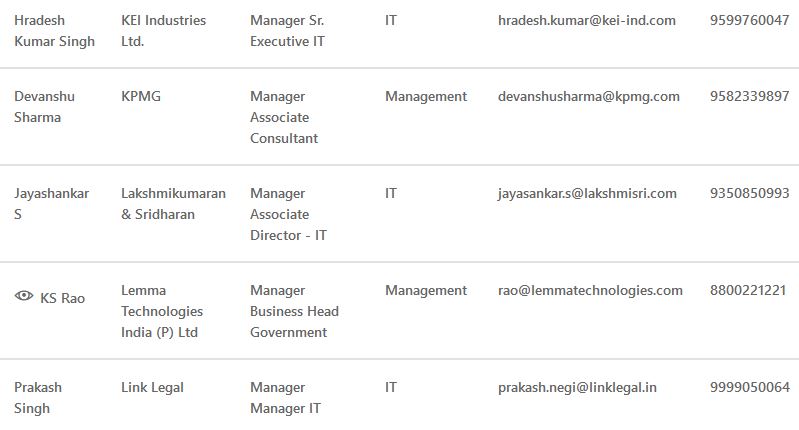 Hradesh Kumar Singh KEI Industries Ltd. Manager Sr. Executive IT IT hradesh.kumar@kei-ind.com 9599760047
Devanshu Sharma KPMG Manager Associate Consultant Management devanshusharma@kpmg.com 9582339897
Jayashankar S Lakshmikumaran & Sridharan Manager Associate Director - IT IT jayasankar.s@lakshmisri.com 9350850993
KS Rao Lemma Technologies India (P) Ltd Manager Business Head Government Management rao@lemmatechnologies.com 8800221221
Prakash Singh Link Legal Manager Manager IT IT prakash.negi@linklegal.in 9999050064